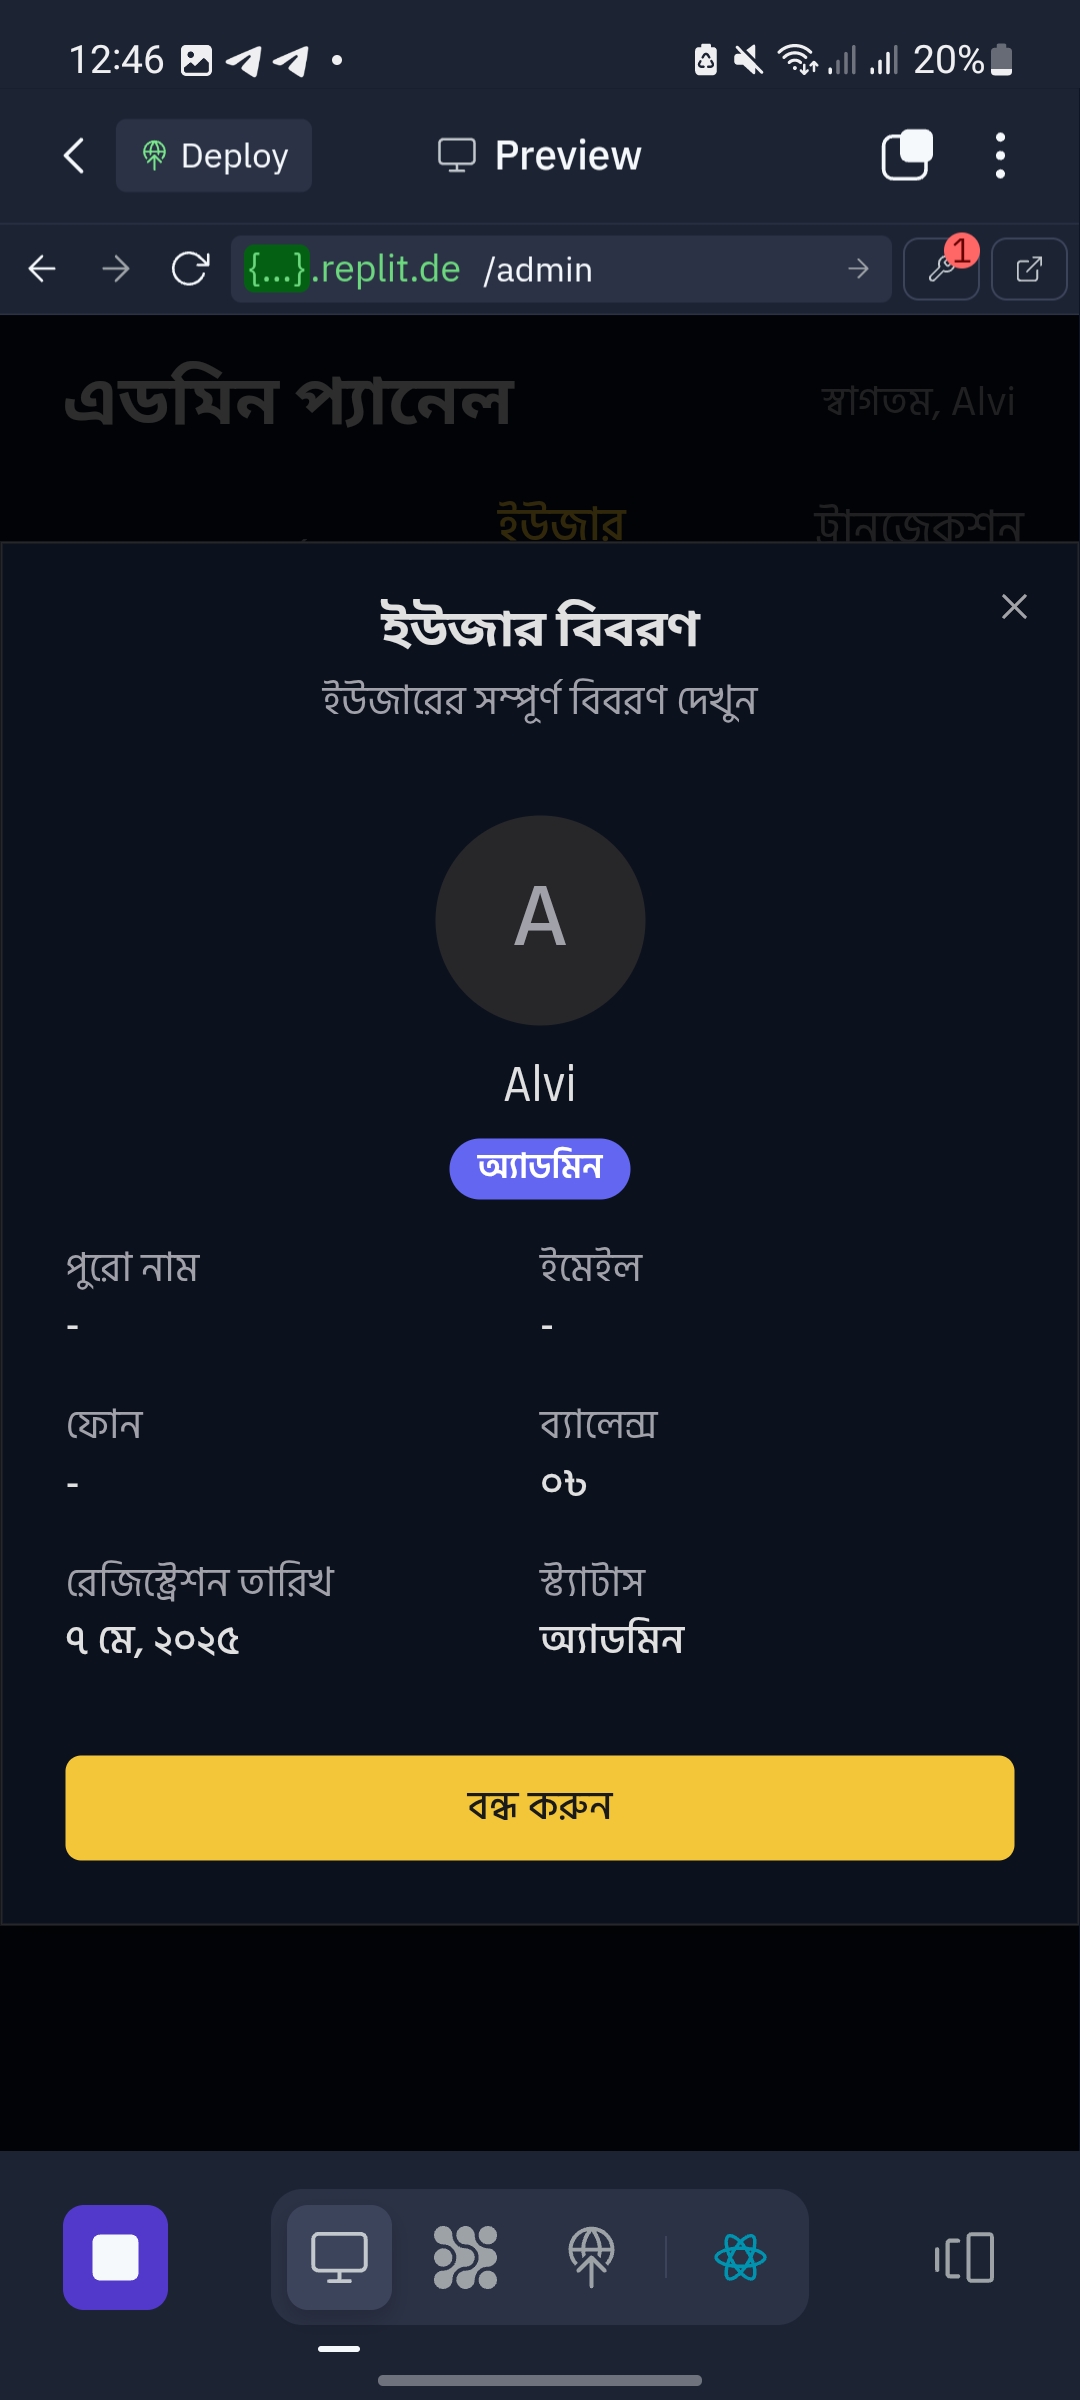 12:46
20%
Deploy
Preview
{...}.replit.de /admin
1
এডমিন প্যানেল
স্বাগতম, Alvi
ইউজার
ট্রানজেকশন
ইউজার বিবরণ
ইউজারের সম্পূর্ণ বিবরণ দেখুন
A
Alvi
অ্যাডমিন
পুরো নাম
ইমেইল
-
-
ফোন
ব্যালেন্স
-
০৳
রেজিস্ট্রেশন তারিখ
স্ট্যাটাস
৭ মে, ২০২৫
অ্যাডমিন
বন্ধ করুন